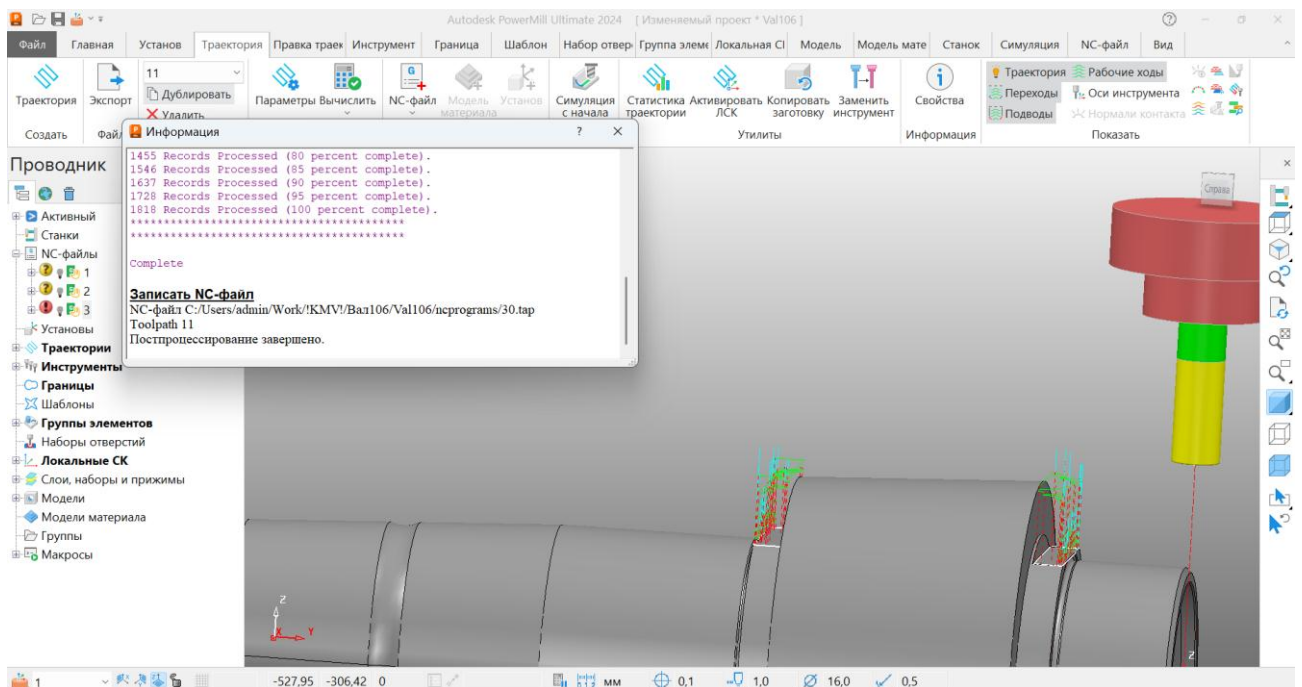 Autodesk PowerMill Ultimate 2024 [ Изменяемый проект * Val106 ]
Файл Главная Установ Траектория Правка траек Инструмент Граница Шаблон Набор отвер Группа элеме Локальная СІ Модель Модель мате Станок Симуляция NC-файл Вид
11
Дублировать
Удалить
Траектория Экспорт Параметры Вычислить NC-файл Модель материала Установ Симуляция с начала Статистика траектории Активировать ЛСК Копировать заготовку Заменить инструмент Свойства
Траектория Рабочие ходы
Переходы Оси инструмента
Подводы Нормали контакта
Создать Файл Утилиты Информация Показать
Информация ? ×
1455 Records Processed (80 percent complete).
1546 Records Processed (85 percent complete).
1637 Records Processed (90 percent complete).
1728 Records Processed (95 percent complete).
1818 Records Processed (100 percent complete).
*****************************************
*****************************************
Complete
Записать NC-файл
NC-файл C:/Users/admin/Work/!KMV!/Вал106/Val106/ncprograms/30.tap
Toolpath 11
Постпроцессирование завершено.
Проводник
Активный
Станки
NC-файлы
1
2
3
Установы
Траектории
Инструменты
Границы
Шаблоны
Группы элементов
Наборы отверстий
Локальные СК
Слои, наборы и прижимы
Модели
Модели материала
Группы
Макросы
Справа
Z
X Y
Z
1 -527,95 -306,42 0 мм 0,1 1,0 16,0 0,5